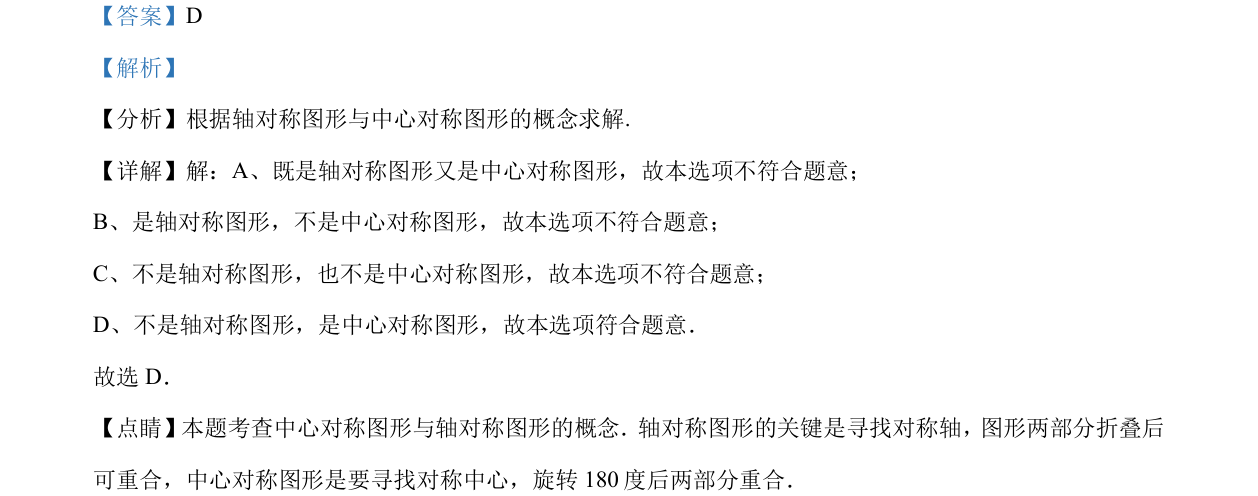 【答案】D
【解析】
【分析】根据轴对称图形与中心对称图形的概念求解.
【详解】解：A、既是轴对称图形又是中心对称图形，故本选项不符合题意；
B、是轴对称图形，不是中心对称图形，故本选项不符合题意；
C、不是轴对称图形，也不是中心对称图形，故本选项不符合题意；
D、不是轴对称图形，是中心对称图形，故本选项符合题意．
故选 D．
【点睛】本题考查中心对称图形与轴对称图形的概念．轴对称图形的关键是寻找对称轴，图形两部分折叠后
可重合，中心对称图形是要寻找对称中心，旋转 180 度后两部分重合．